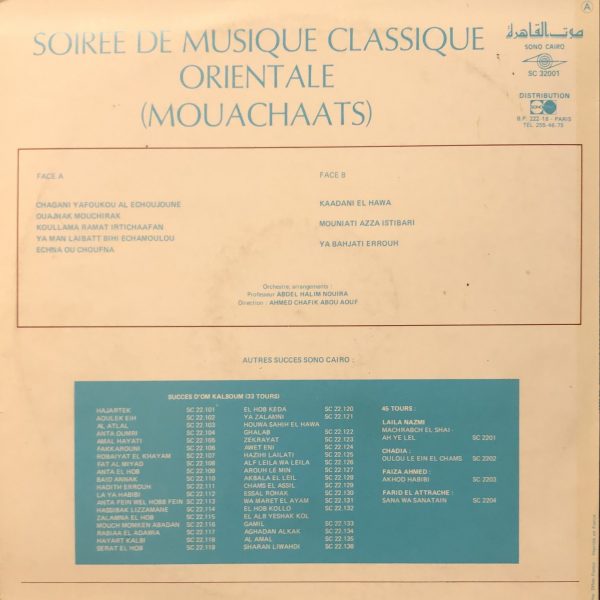 A
SOIREE DE MUSIQUE CLASSIQUE
ORIENTALE
(MOUACHAATS)
صوت القاهرة
SONO CAIRO
SC 32001
DISTRIBUTION
B.P. 222-16 - PARIS
FACE A
CHAGANI YAFOUKOU AL ECHOUJOUNE
OUAJHAK MOUCHIRAK
KOULLAMA RAMAT IRTICHAAFAN
YA MAN LAIBATT BIHI ECHAMOULOU
ECHNA OU CHOUFNA
FACE B
KAADANI EL HAWA
MOUNIATI AZZA ISTIBARI
YA BAHJATI ERROUH
Orchestre, arrangements :
Professeur ABDEL HALIM NOUIRA
Direction : AHMED CHAFIK ABOU AOUF
AUTRES SUCCES SONO CAIRO :
SUCCES D'OM KALSOUM (33 TOURS)
HAJARTEK SC 22.101
AOULEK EIH SC 22.102
AL ATLAL SC 22.103
ANTA OUMRI SC 22.104
AMAL HAYATI SC 22.105
FAKKAROUNI SC 22.106
ROBAIYAT EL KHAYAM SC 22.107
FAT AL MIYAD SC 22.108
ANTA EL HOB SC 22.109
BAID ANNAK SC 22.110
HADITH ERROUH SC 22.111
LA YA HABIBI SC 22.112
ANTA FEIN WEL HOBB FEIN SC 22.113
HASSIBAK LIZZAMANE SC 22.114
ZALAMNA EL HOB SC 22.115
MOUCH MOMKEN ABADAN SC 22.116
RABIAA EL ADAWIA SC 22.117
HAYART KALBI SC 22.118
SERAT EL HOB SC 22.119
EL HOB KEDA SC 22.120
YA ZALAMNI SC 22.121
HOUWA SAHIH EL HAWA
GHALAB SC 22.122
ZEKRAYAT SC 22.123
AWET ENI SC 22.124
HAZIHI LAILATI SC 22.125
ALF LEILA WA LEILA SC 22.126
AROUH LE MIN SC 22.127
AKBALA EL LEIL SC 22.128
CHAMS EL ASSIL SC 22.129
ESSAL ROHAK SC 22.130
WA MARET EL AYAM SC 22.131
EL HOB KOLLO SC 22.132
EL ALB YESHAK KOL
GAMIL SC 22.133
AGHADAN ALKAK SC 22.134
AL AMAL SC 22.135
SHARAN LIWAHDI SC 22.136
45 TOURS :
LAILA NAZMI
MACHRABCH EL SHAI -
AH YE LEL SC 2201
CHADIA :
OULOU LE EIN EL CHAMS SC 2202
FAIZA AHMED :
AKHOD HABIBI SC 2203
FARID EL ATTRACHE :
SANA WA SANATAIN SC 2204